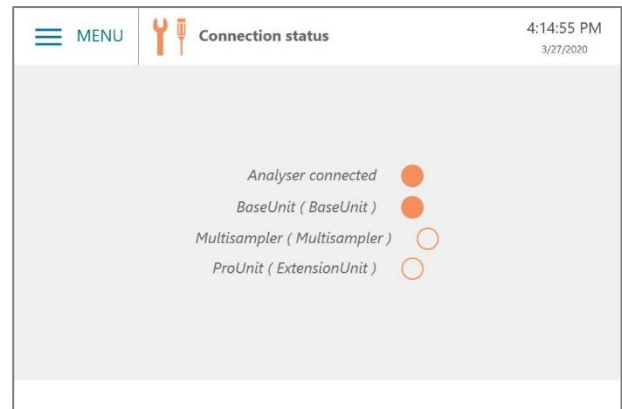 MENU
Connection status
4:14:55 PM
3/27/2020
Analyser connected
BaseUnit ( BaseUnit )
Multisampler ( Multisampler )
ProUnit ( ExtensionUnit )